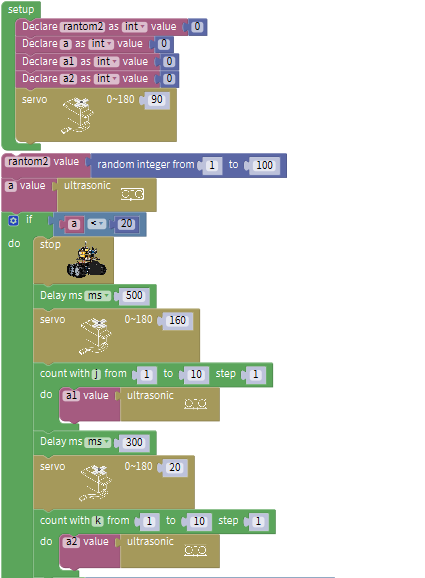 setup
Declare rantom2 as int value 0
Declare a as int value 0
Declare a1 as int value 0
Declare a2 as int value 0
servo 0~180 90
rantom2 value random integer from 1 to 100
a value ultrasonic
if a < 20
do stop
Delay ms ms 500
servo 0~180 160
count with j from 1 to 10 step 1
do a1 value ultrasonic
Delay ms ms 300
servo 0~180 20
count with k from 1 to 10 step 1
do a2 value ultrasonic